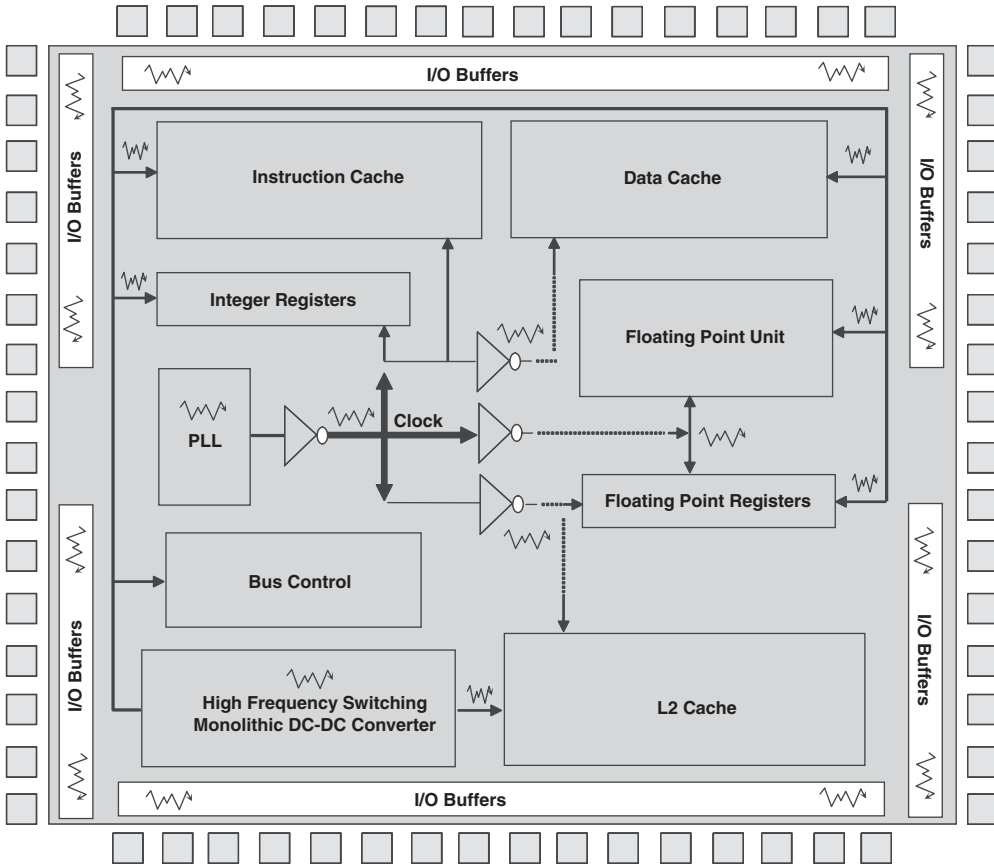 I/O Buffers
I/O Buffers
I/O Buffers
Instruction Cache
Data Cache
Integer Registers
Floating Point Unit
PLL
Clock
Floating Point Registers
Bus Control
I/O Buffers
I/O Buffers
High Frequency Switching
Monolithic DC-DC Converter
L2 Cache
I/O Buffers